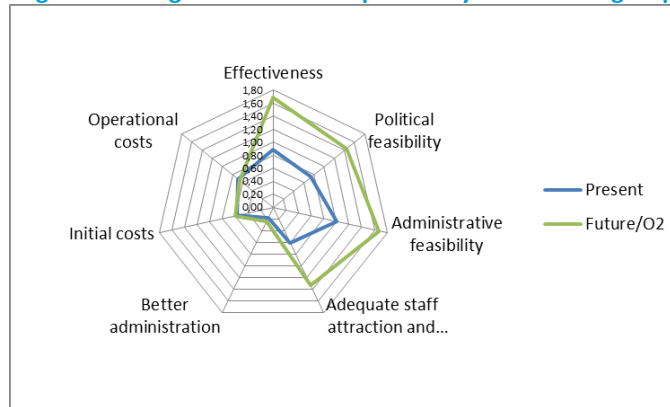 Effectiveness
1,80
1,60
1,40
1,20
1,00
0,80
0,60
0,40
0,20
0,00
Political
feasibility
Administrative
feasibility
Adequate staff
attraction and...
Better
administration
Initial costs
Operational
costs
Present
Future/O2